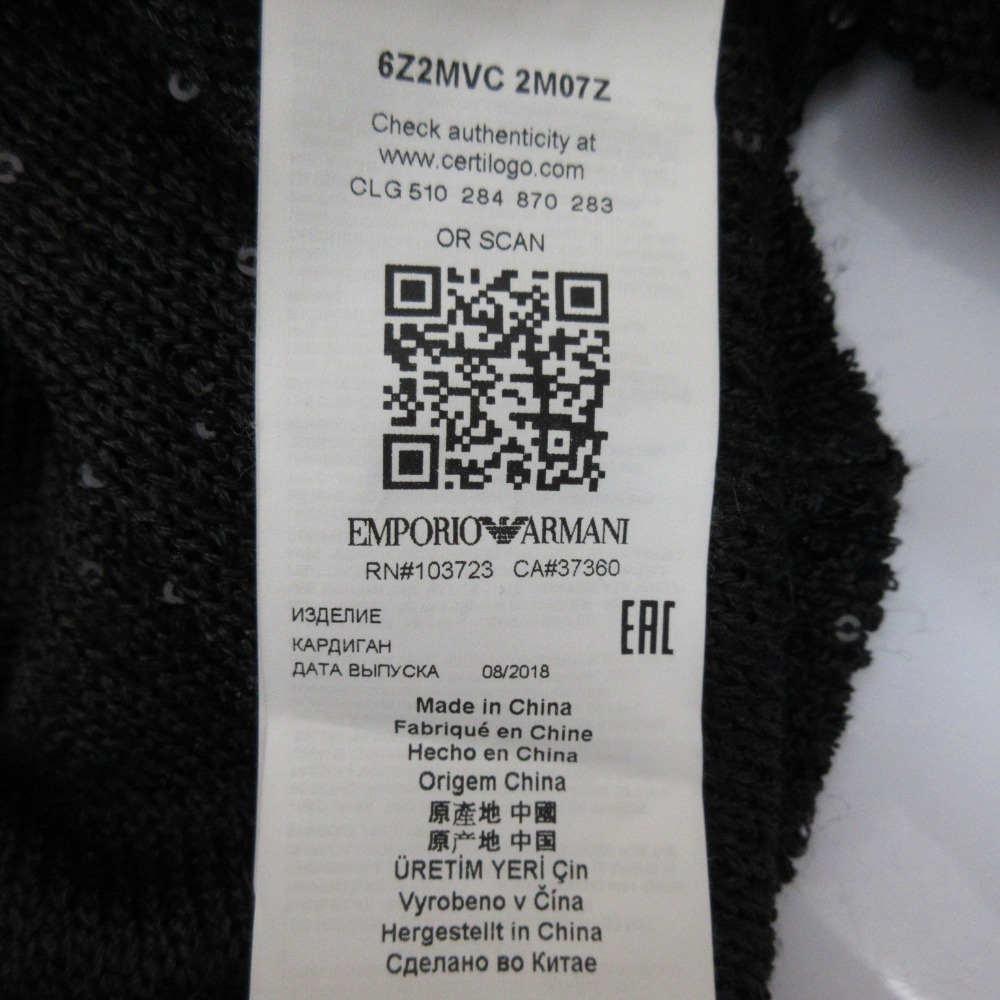 6Z2MVC 2M07Z
Check authenticity at
www.certilogo.com
CLG 510 284 870 283
OR SCAN
EMPORIO ARMANI
RN#103723 CA#37360
ИЗДЕЛИЕ
EAC
КАРДИГАН
ДАТА ВЫПУСКА 08/2018
Made in China
Fabriqué en Chine
Hecho en China
Origem China
原產地 中國
原产地 中国
ÜRETİM YERİ Çin
Vyrobeno v Čína
Hergestellt in China
Сделано во Китае